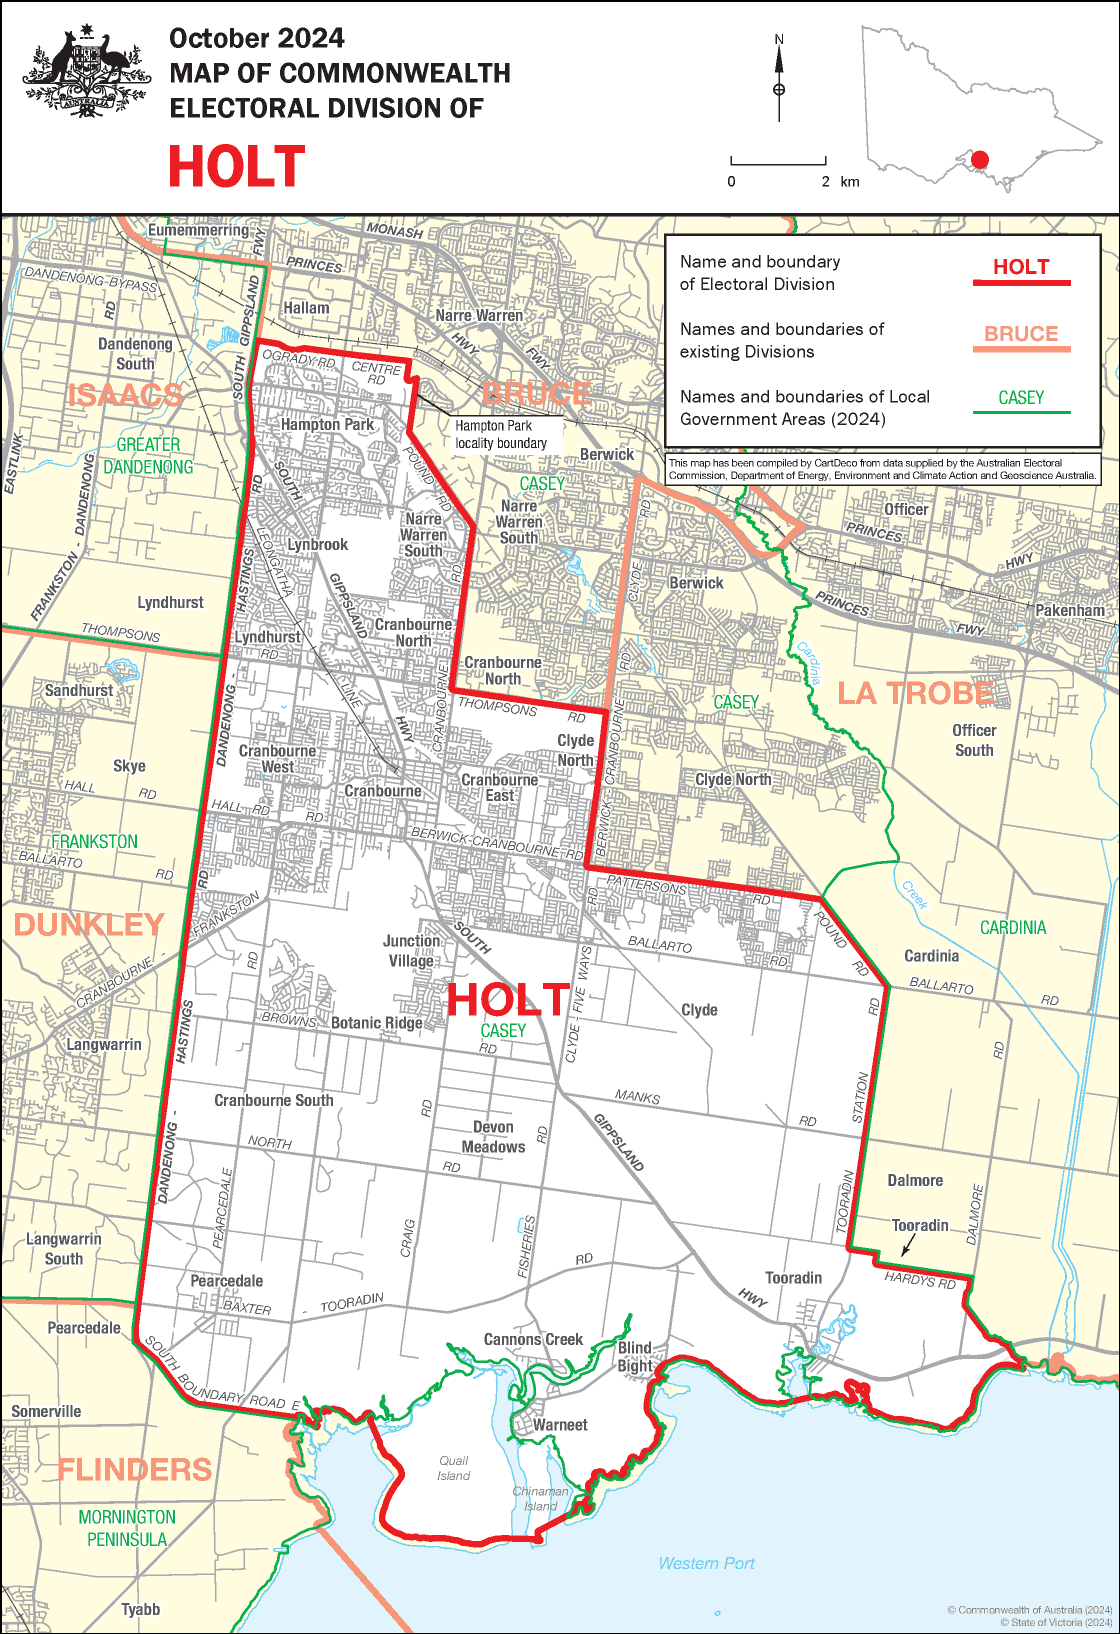 October 2024
MAP OF COMMONWEALTH
ELECTORAL DIVISION OF
HOLT
AUSTRALIA
N
0 2 km
Name and boundary
of Electoral Division
HOLT
Names and boundaries of
existing Divisions
BRUCE
Names and boundaries of Local
Government Areas (2024)
CASEY
This map has been compiled by CartDeco from data supplied by the Australian Electoral
Commission, Department of Energy, Environment and Climate Action and Geoscience Australia.
Eumemmerring
FWY
MONASH
PRINCES
DANDENONG BYPASS
RD
SOUTH GIPPSLAND
Hallam
Narre Warren
HWY
FWY
Dandenong
South
OGRADY RD
CENTRE
RD
ISAACS
BRUCE
Hampton Park
Hampton Park
locality boundary
GREATER
DANDENONG
EASTLINK
FRANKSTON - DANDENONG
RD
SOUTH
POUND
RD
Berwick
CASEY
Narre
Warren
South
Narre
Warren
South
RD
Officer
PRINCES
HWY
Lynbrook
LEONGATHA
HASTINGS
GIPPSLAND
RD
CLYDE
Berwick
PRINCES
FWY
Pakenham
Lyndhurst
THOMPSONS
Lyndhurst
RD
Cranbourne
North
Cranbourne
North
Cardinia
Sandhurst
DANDENONG -
LINE
HWY
CRANBOURNE
THOMPSONS
RD
RD
CASEY
LA TROBE
Officer
South
Skye
Cranbourne
West
Clyde
North
BERWICK - CRANBOURNE
Clyde North
HALL
RD
Cranbourne
Cranbourne
East
HALL RD
RD
BERWICK-CRANBOURNE RD
FRANKSTON
BALLARTO
RD
RD
PATTERSONS
RD
RD
Creek
DUNKLEY
FRANKSTON
CRANBOURNE -
POUND
RD
CARDINIA
Junction
Village
SOUTH
BALLARTO
RD
Cardinia
RD
HOLT
CASEY
BALLARTO
RD
HASTINGS
BROWNS
Botanic Ridge
RD
CLYDE - FIVE WAYS
Clyde
RD
Langwarrin
RD
Cranbourne South
RD
MANKS
RD
STATION
Devon
Meadows
RD
GIPPSLAND
DANDENONG -
NORTH
RD
PEARCEDALE
CRAIG
FISHERIES
TOORADIN
Dalmore
DALMORE
Tooradin
Langwarrin
South
RD
HARDYS RD
Pearcedale
Tooradin
HWY
BAXTER
- TOORADIN
Pearcedale
SOUTH BOUNDARY ROAD E
Cannons Creek
Blind
Bight
Somerville
Warneet
FLINDERS
Quail
Island
Chinaman
Island
MORNINGTON
PENINSULA
Western Port
Tyabb
© Commonwealth of Australia (2024)
© State of Victoria (2024)